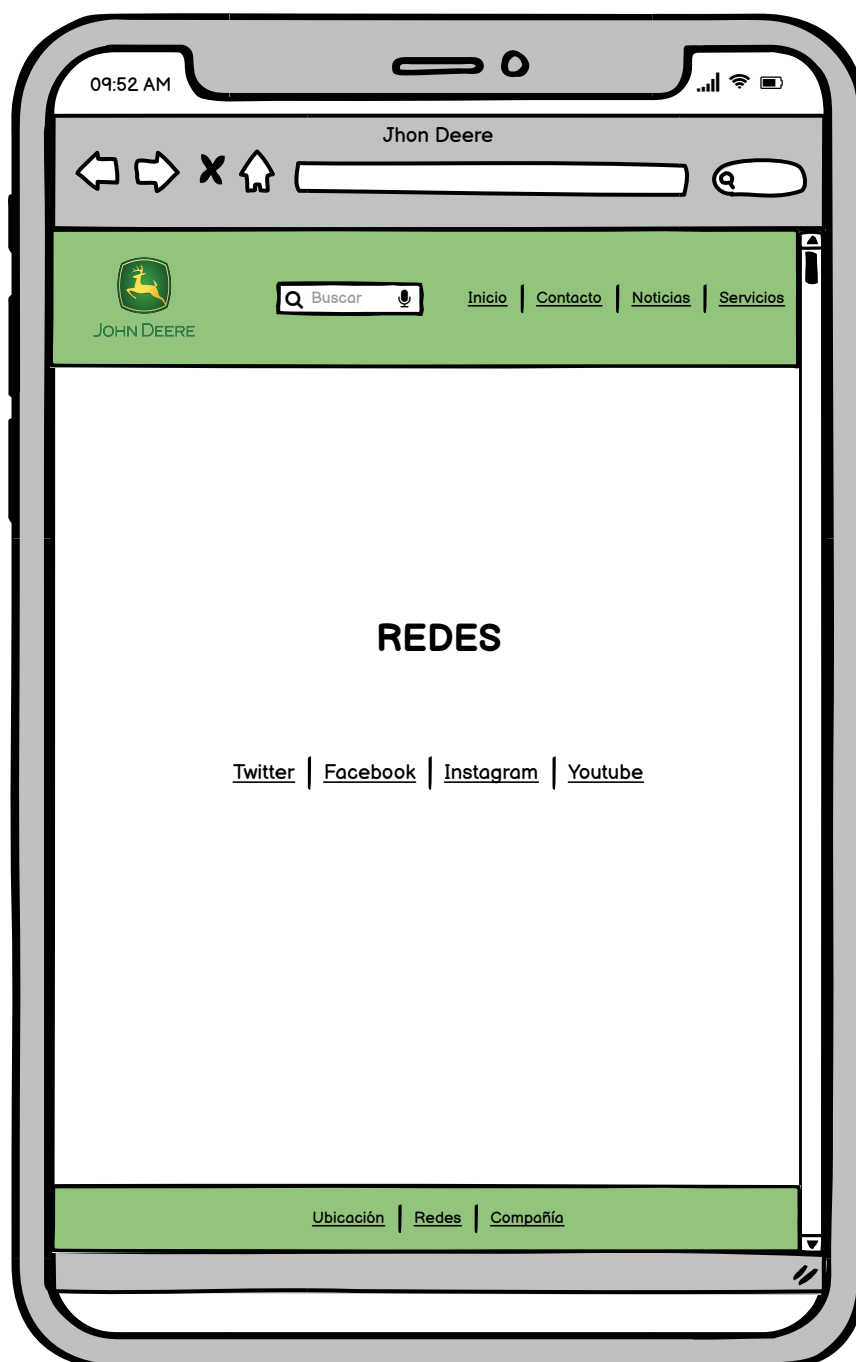 09:52 AM
Jhon Deere
JOHN DEERE
Buscar
Inicio Contacto Noticias Servicios
REDES
Twitter Facebook Instagram Youtube
Ubicación Redes Compañía